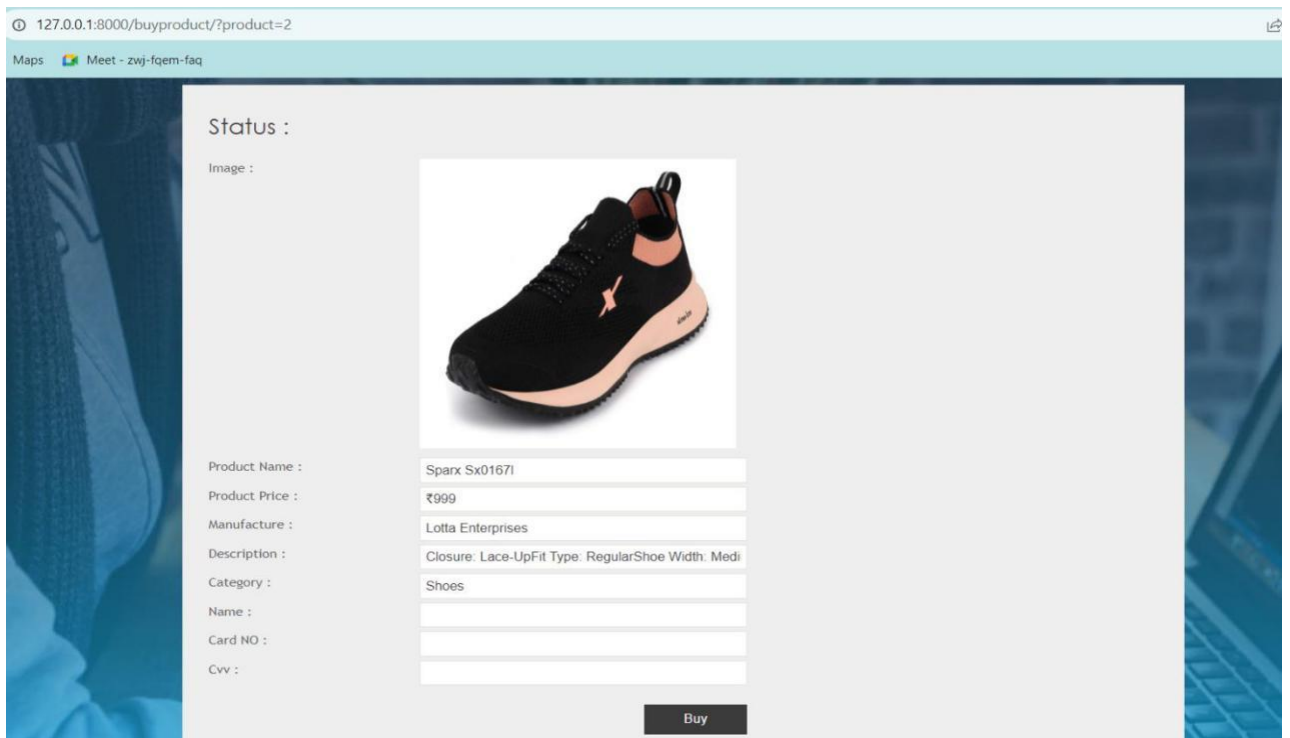 127.0.0.1:8000/buyproduct/?product=2
Maps Meet - zwj-fqem-faq
Status :
Image :
Product Name : Sparx Sx0167l
Product Price : ₹999
Manufacture : Lotta Enterprises
Description : Closure: Lace-UpFit Type: RegularShoe Width: Medi
Category : Shoes
Name :
Card NO :
Cvv :
Buy